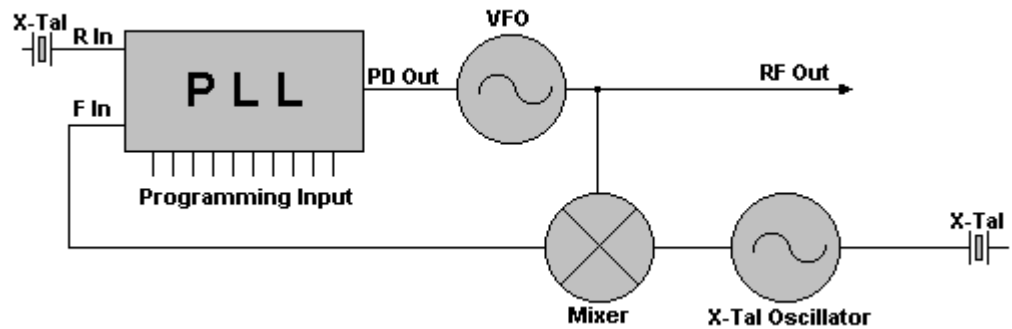 X-Tal
R In
F In
P L L
PD Out
VFO
RF Out
Programming Input
Mixer
X-Tal Oscillator
X-Tal